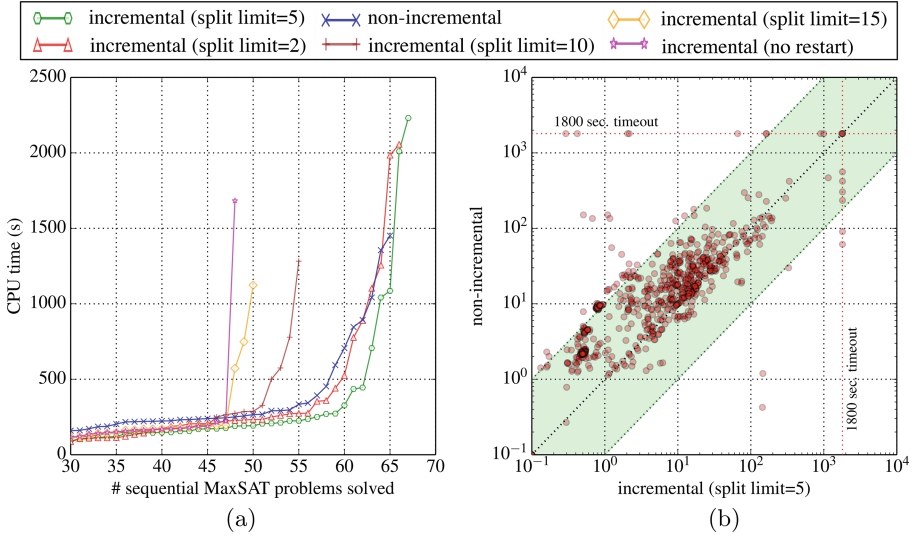 incremental (split limit=5) non-incremental incremental (split limit=15)
incremental (split limit=2) incremental (split limit=10) incremental (no restart)
2500
2000
1500
1000
500
0
CPU time (s)
30 35 40 45 50 55 60 65 70
# sequential MaxSAT problems solved
(a)
10^4
10^3
10^2
10^1
10^0
10^-1
non-incremental
1800 sec. timeout
1800 sec. timeout
10^-1 10^0 10^1 10^2 10^3 10^4
incremental (split limit=5)
(b)